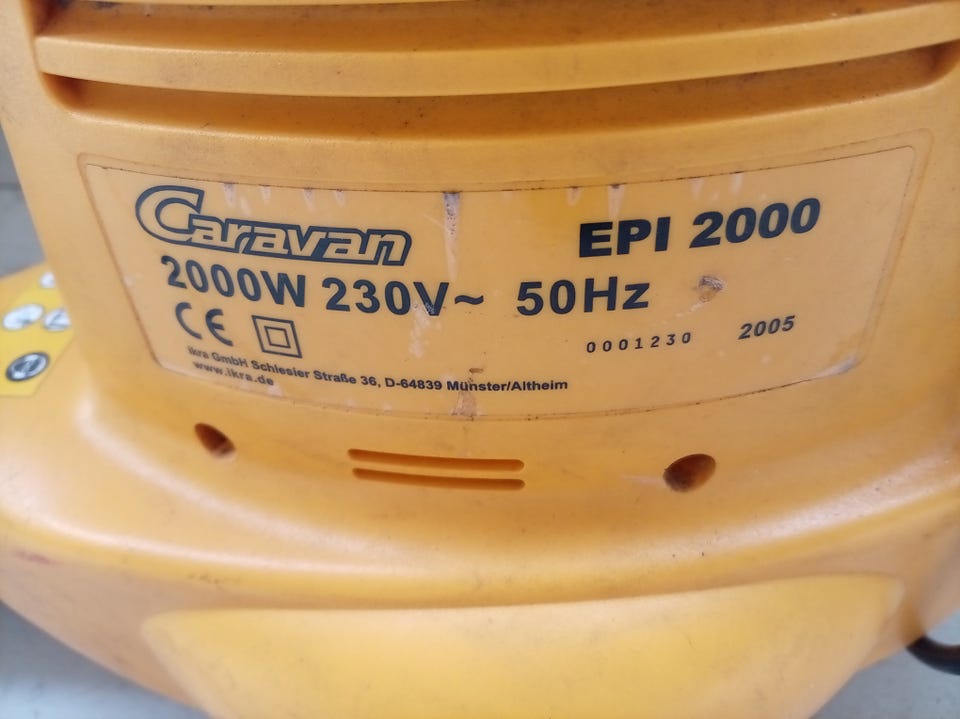 Caravan
EPI 2000
2000W 230V~ 50Hz
CE
0001230 2005
ikra GmbH Schlesier Straße 36, D-64839 Münster/Altheim
www.ikra.de